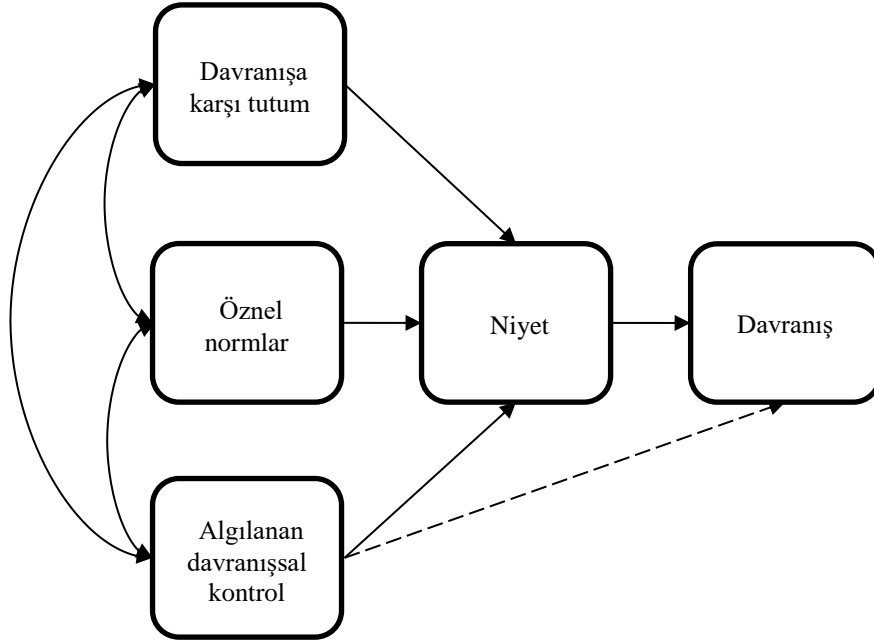 Davranışa
karşı tutum
Öznel
normlar
Niyet
Davranış
Algılanan
davranışsal
kontrol